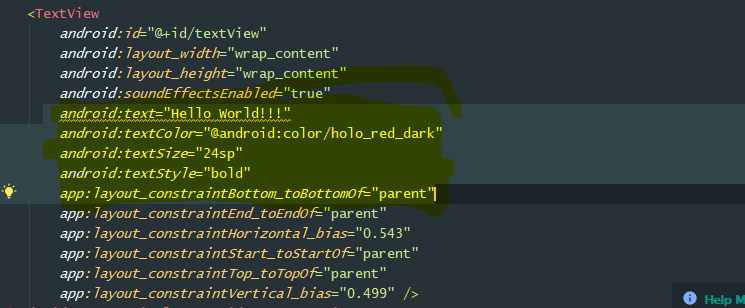 <TextView
android:id="@+id/textView"
android:layout_width="wrap_content"
android:layout_height="wrap_content"
android:soundEffectsEnabled="true"
android:text="Hello World!!!"
android:textColor="@android:color/holo_red_dark"
android:textSize="24sp"
android:textStyle="bold"
app:layout_constraintBottom_toBottomOf="parent"
app:layout_constraintEnd_toEndOf="parent"
app:layout_constraintHorizontal_bias="0.543"
app:layout_constraintStart_toStartOf="parent"
app:layout_constraintTop_toTopOf="parent"
app:layout_constraintVertical_bias="0.499" />
Help M